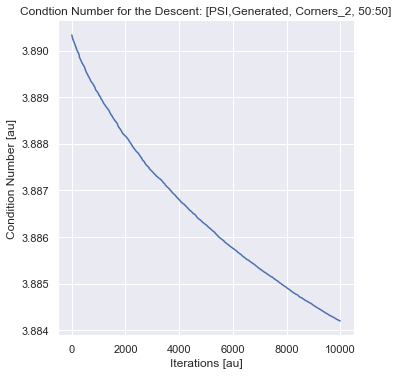 Condtion Number for the Descent: [PSI,Generated, Corners_2, 50:50]
3.890
3.889
3.888
3.887
3.886
3.885
3.884
Condition Number [au]
0 2000 4000 6000 8000 10000
Iterations [au]